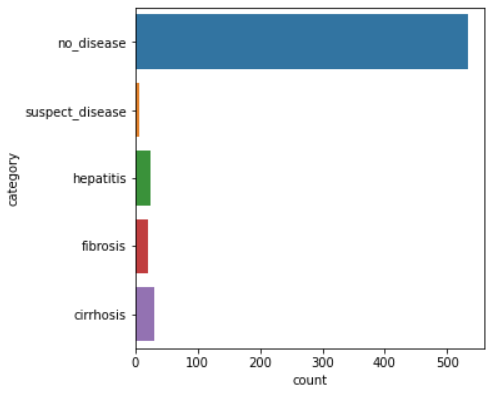 no_disease
suspect_disease
hepatitis
fibrosis
cirrhosis
category
0 100 200 300 400 500
count